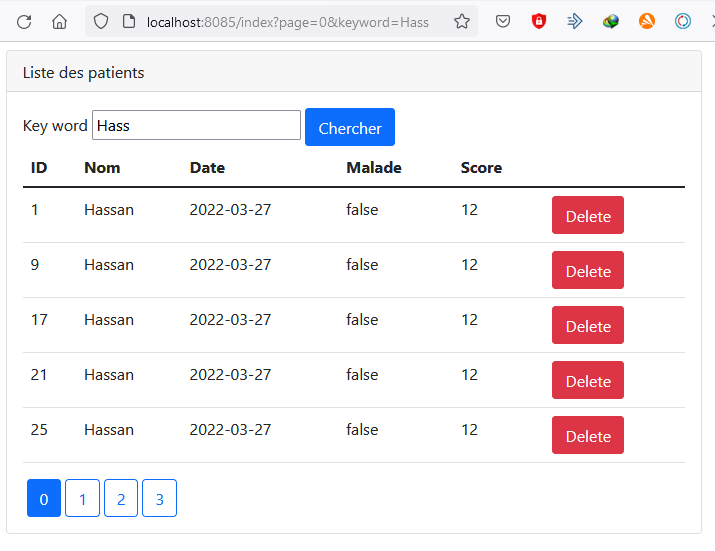 localhost:8085/index?page=0&keyword=Hass
Liste des patients
Key word Hass Chercher
ID Nom Date Malade Score
1 Hassan 2022-03-27 false 12 Delete
9 Hassan 2022-03-27 false 12 Delete
17 Hassan 2022-03-27 false 12 Delete
21 Hassan 2022-03-27 false 12 Delete
25 Hassan 2022-03-27 false 12 Delete
0 1 2 3